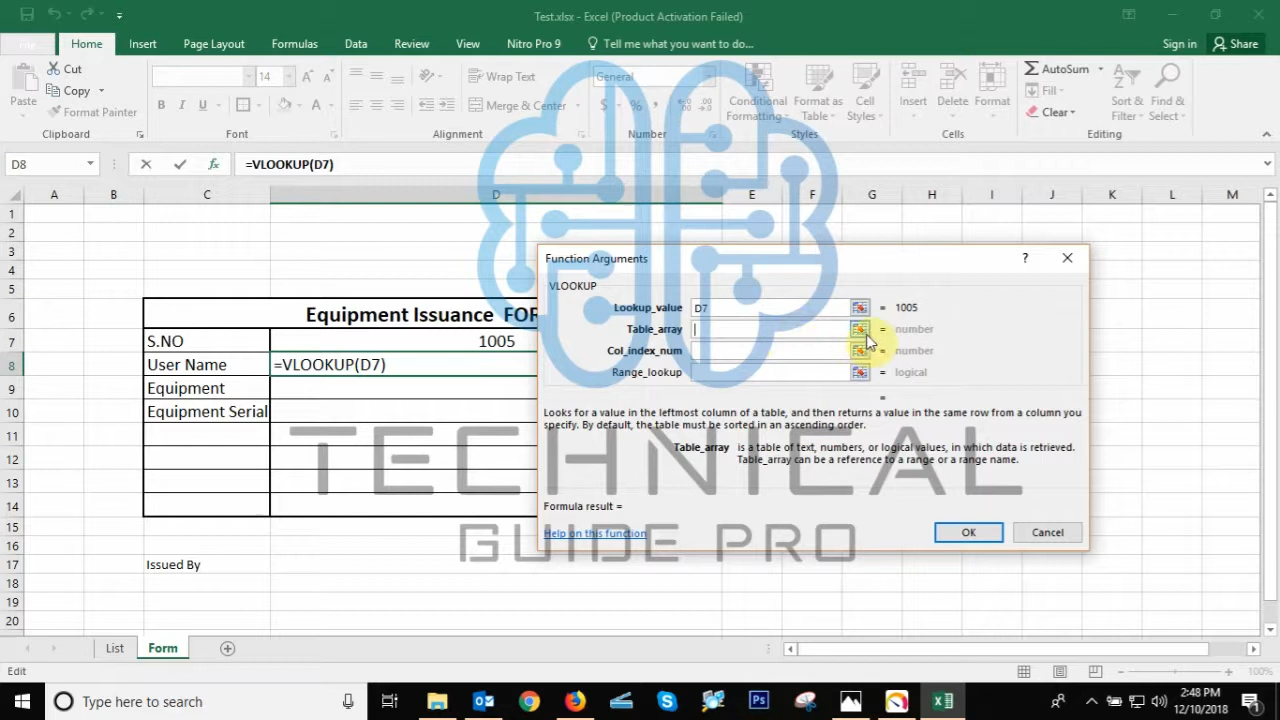 Test.xlsx - Excel (Product Activation Failed)
File Home Insert Page Layout Formulas Data Review View Nitro Pro 9 Tell me what you want to do... Sign in Share
Paste Cut Copy Format Painter
14
Wrap Text
Merge & Center
General
Conditional Formatting Format as Table Cell Styles
Insert Delete Format
AutoSum Fill Clear
Sort & Filter Find & Select
Clipboard Font Alignment Number Styles Cells Editing
D8 fx =VLOOKUP(D7)
A B C D E F G H I J K L M
1
2
3
4
5
6 Equipment Issuance FOR
7 S.NO 1005
8 User Name =VLOOKUP(D7)
9 Equipment
10 Equipment Serial
11
12
13
14
15
16
17 Issued By
18
19
20
Function Arguments ?
VLOOKUP
Lookup_value D7 = 1005
Table_array = number
Col_index_num = number
Range_lookup = logical
=
Looks for a value in the leftmost column of a table, and then returns a value in the same row from a column you
specify. By default, the table must be sorted in an ascending order.
Table_array is a table of text, numbers, or logical values, in which data is retrieved.
Table_array can be a reference to a range or a range name.
Formula result =
Help on this function OK Cancel
TECHNICAL
GUIDE PRO
List Form
Edit 100%
Type here to search
2:48 PM
12/10/2018